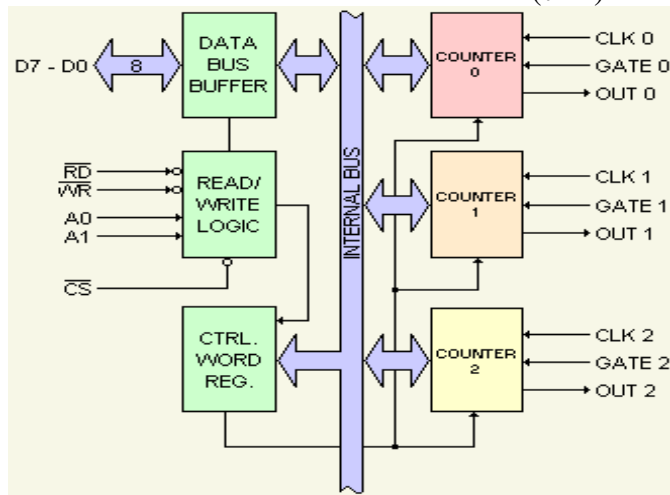 D7 - D0
8
DATA
BUS
BUFFER
COUNTER
0
CLK 0
GATE 0
OUT 0
RD
WR
A0
A1
CS
READ/
WRITE
LOGIC
INTERNAL BUS
COUNTER
1
CLK 1
GATE 1
OUT 1
CTRL.
WORD
REG.
COUNTER
2
CLK 2
GATE 2
OUT 2